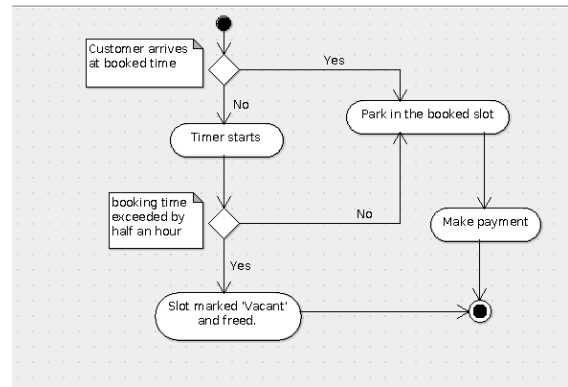 Customer arrives
at booked time
Yes
No
Park in the booked slot
Timer starts
booking time
exceeded by
half an hour
No
Make payment
Yes
Slot marked 'Vacant'
and freed.